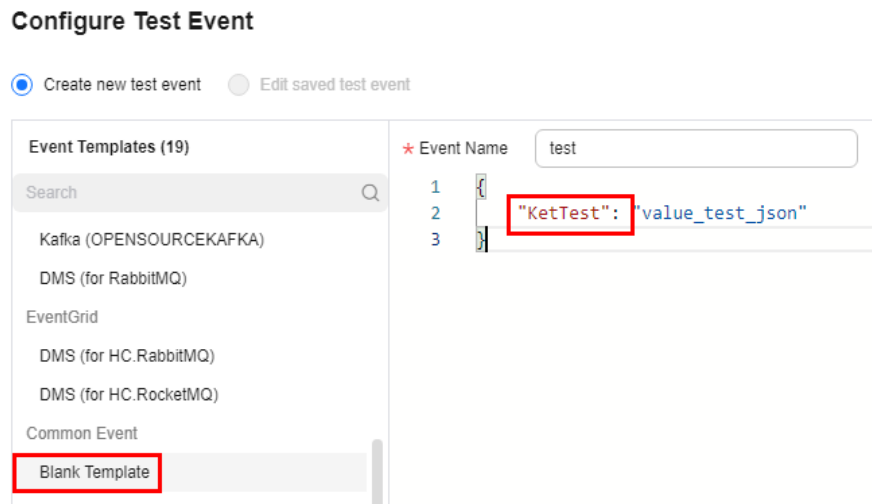 Configure Test Event
Create new test event Edit saved test event
Event Templates (19)
Search
Kafka (OPENSOURCEKAFKA)
DMS (for RabbitMQ)
EventGrid
DMS (for HC.RabbitMQ)
DMS (for HC.RocketMQ)
Common Event
Blank Template
* Event Name test
1 {
2 "KetTest": "value_test_json"
3 }